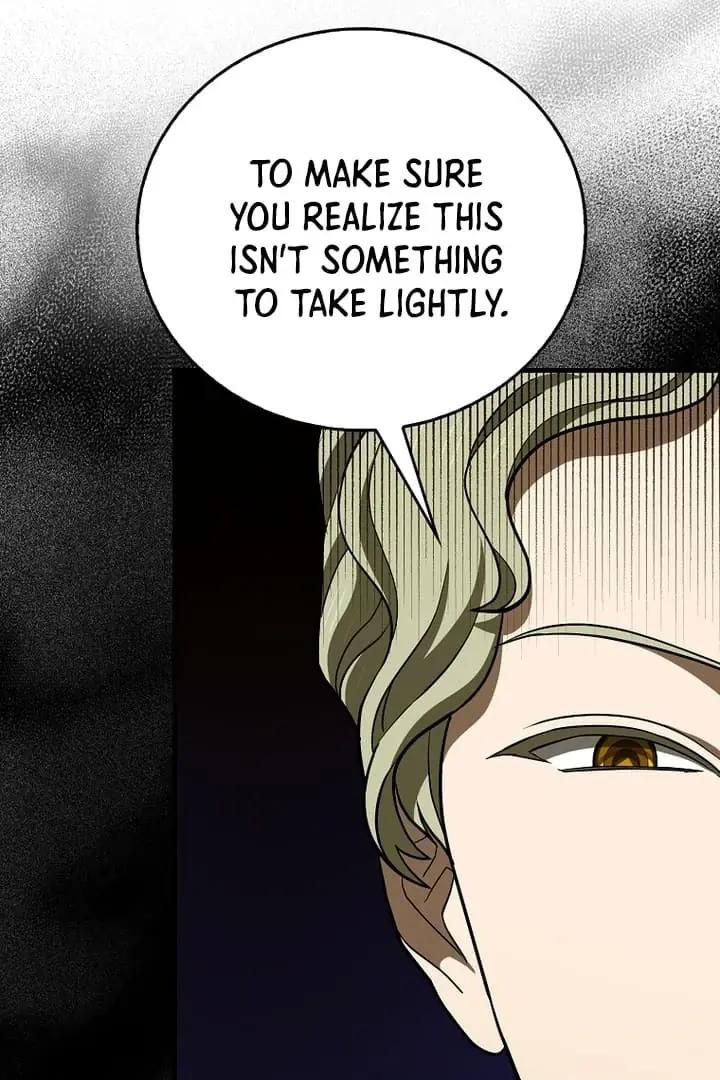 TO MAKE SURE
YOU REALIZE THIS
ISN'T SOMETHING
TO TAKE LIGHTLY.